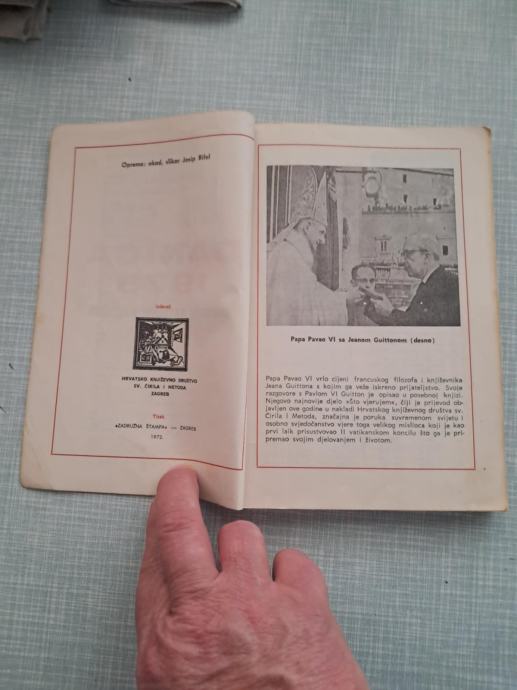 Oprema: akad. slikar Josip Biffel
Izdavač
HRVATSKO KNJIŽEVNO DRUŠTVO
SV. ĆIRILA I METODA
ZAGREB
Tisak
»ZADRUŽNA ŠTAMPA« — ZAGREB
1972.
Papa Pavao VI sa Jeanom Guittonom (desno)
Papa Pavao VI vrlo cijeni francuskog filozofa i književnika
Jeana Guittona s kojim ga veže iskreno prijateljstvo. Svoje
razgovore s Pavlom VI Guitton je opisao u posebnoj knjizi.
Njegovo najnovije djelo »Što vjerujem«, čiji je prijevod ob-
javljen ove godine u nakladi Hrvatskog književnog društva sv.
Ćirila i Metoda, značajna je poruka suvremenom svijetu i
osobno svjedočanstvo vjere toga velikog mislioca koji je kao
prvi laik prisustvovao II vatikanskom koncilu što ga je pri-
premao svojim djelovanjem i životom.